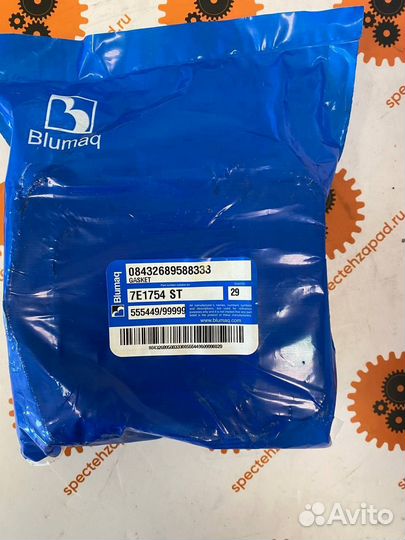 spectehzapad.ru
Blumaq
spectehzapad.ru
Blumaq
08432689588333
GASKET
7E1754 ST
29
555449/99999
www.blumaq.com
spectehzapad.ru
spectehzapad.ru
Avito